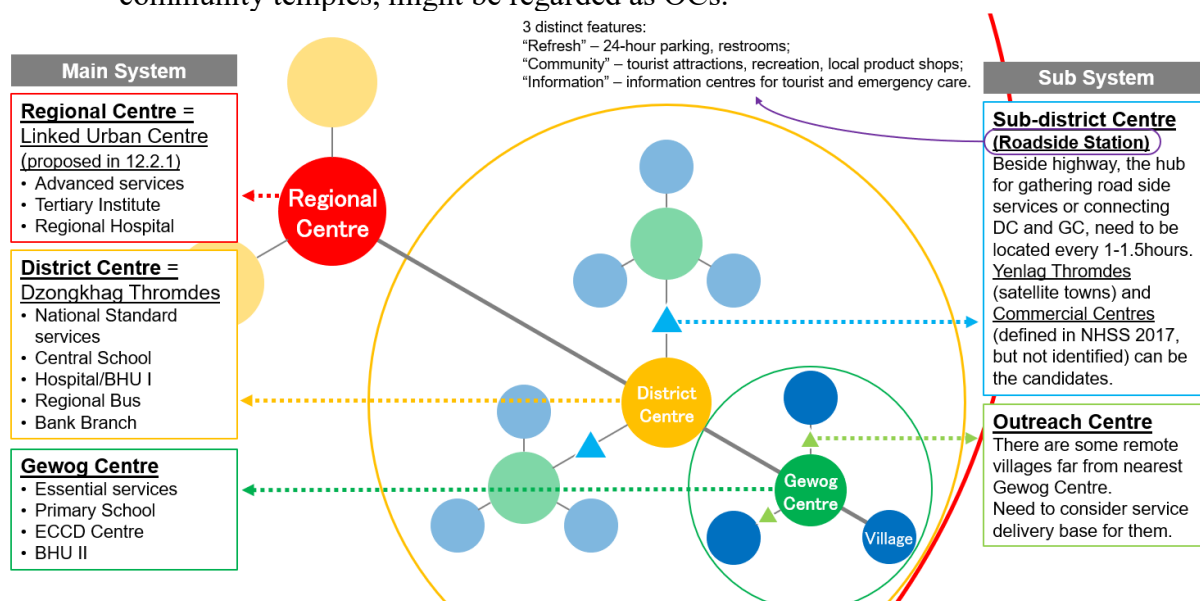 community temples, might be regarded as OCs.
3 distinct features:
“Refresh” – 24-hour parking, restrooms;
“Community” – tourist attractions, recreation, local product shops;
“Information” – information centres for tourist and emergency care.
Main System
Regional Centre =
Linked Urban Centre
(proposed in 12.2.1)
• Advanced services
• Tertiary Institute
• Regional Hospital
District Centre =
Dzongkhag Thromdes
• National Standard
services
• Central School
• Hospital/BHU I
• Regional Bus
• Bank Branch
Gewog Centre
• Essential services
• Primary School
• ECCD Centre
• BHU II
Regional
Centre
District
Centre
Gewog
Centre
Village
Sub System
Sub-district Centre
(Roadside Station)
Beside highway, the hub
for gathering road side
services or connecting
DC and GC, need to be
located every 1-1.5hours.
Yenlag Thromdes
(satellite towns) and
Commercial Centres
(defined in NHSS 2017,
but not identified) can be
the candidates.
Outreach Centre
There are some remote
villages far from nearest
Gewog Centre.
Need to consider service
delivery base for them.